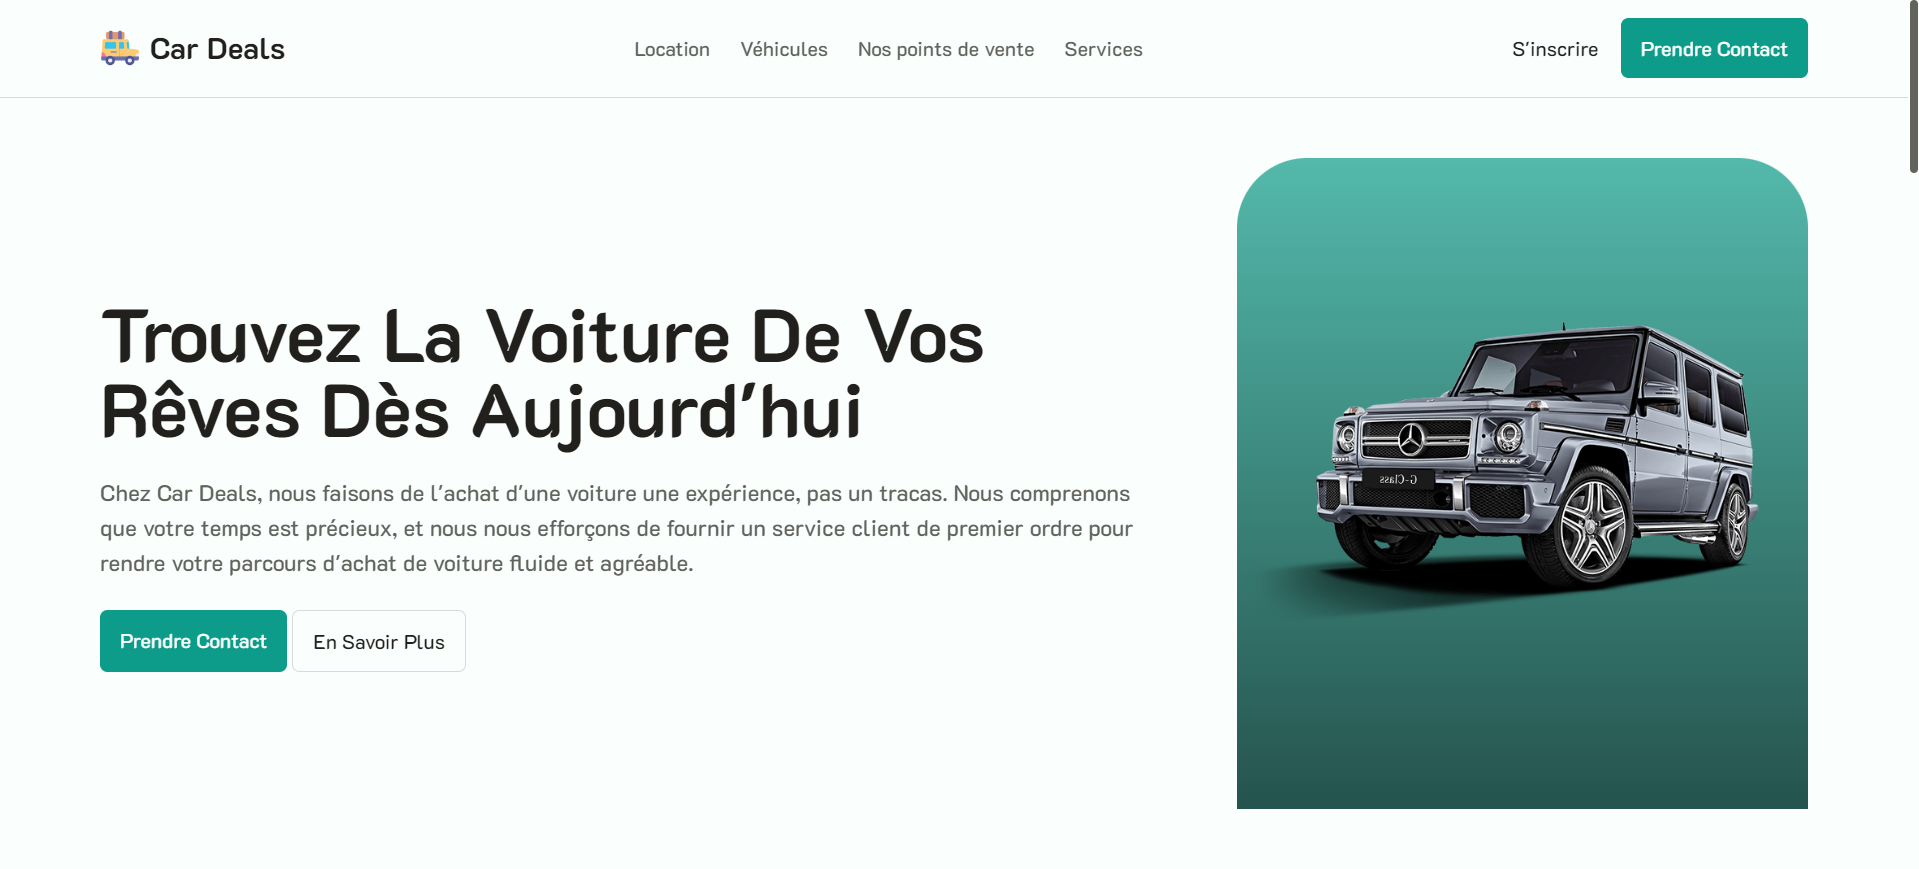 Car Deals
Location
Véhicules
Nos points de vente
Services
S'inscrire
Prendre Contact
Trouvez La Voiture De Vos
Rêves Dès Aujourd'hui
Chez Car Deals, nous faisons de l'achat d'une voiture une expérience, pas un tracas. Nous comprenons
que votre temps est précieux, et nous nous efforçons de fournir un service client de premier ordre pour
rendre votre parcours d'achat de voiture fluide et agréable.
Prendre Contact
En Savoir Plus
G-Class